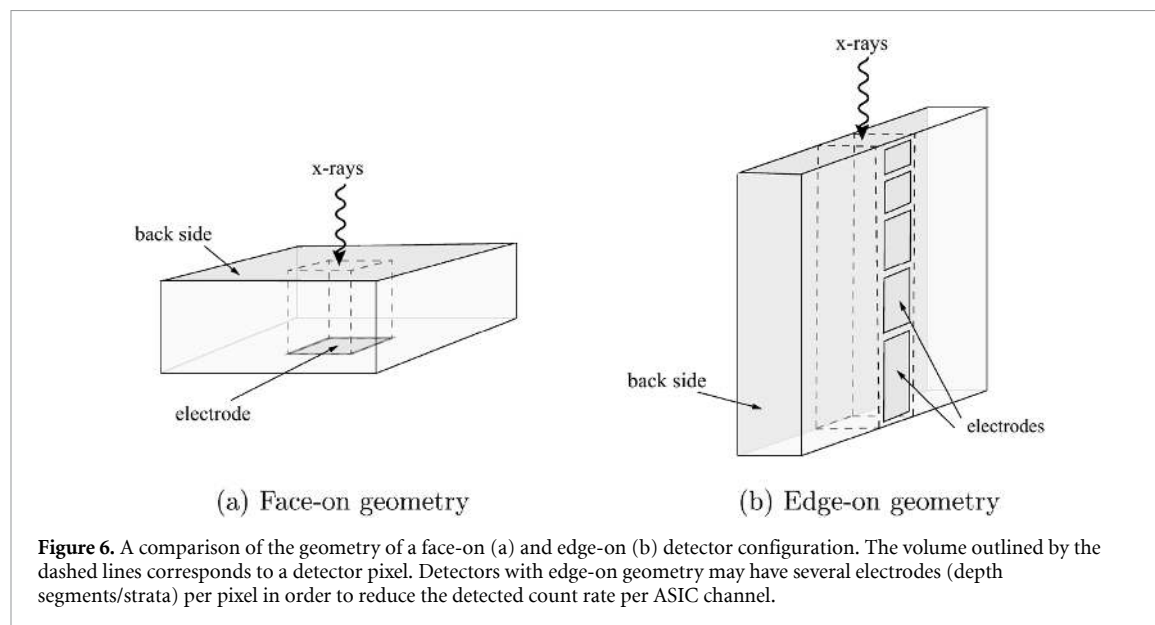 x-rays
back side
electrode
(a) Face-on geometry
x-rays
back side
electrodes
(b) Edge-on geometry
Figure 6. A comparison of the geometry of a face-on (a) and edge-on (b) detector configuration. The volume outlined by the
dashed lines corresponds to a detector pixel. Detectors with edge-on geometry may have several electrodes (depth
segments/strata) per pixel in order to reduce the detected count rate per ASIC channel.